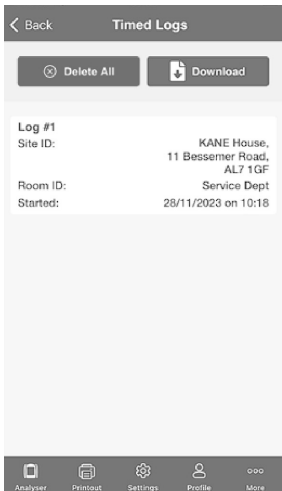 Back Timed Logs
Delete All Download
Log #1
Site ID: KANE House,
11 Bessemer Road,
AL7 1GF
Room ID: Service Dept
Started: 28/11/2023 on 10:18
Analyser Printout Settings Profile More